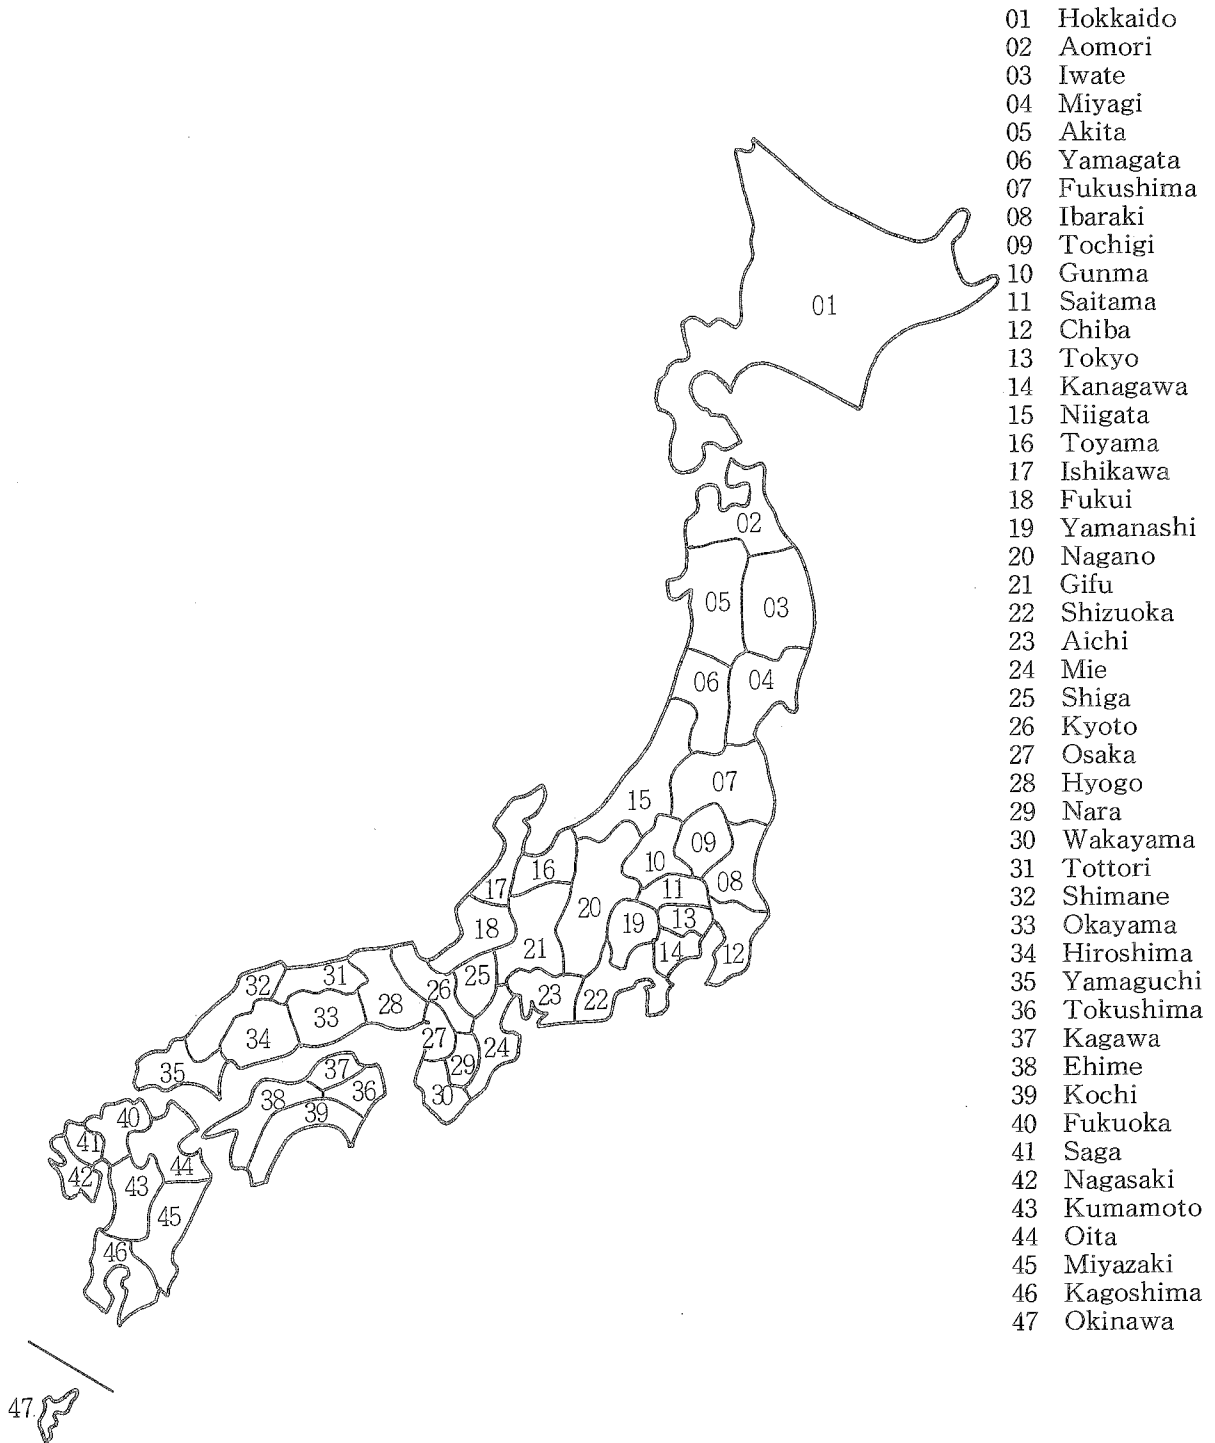 01 Hokkaido
02 Aomori
03 Iwate
04 Miyagi
05 Akita
06 Yamagata
07 Fukushima
08 Ibaraki
09 Tochigi
10 Gunma
11 Saitama
12 Chiba
13 Tokyo
14 Kanagawa
15 Niigata
16 Toyama
17 Ishikawa
18 Fukui
19 Yamanashi
20 Nagano
21 Gifu
22 Shizuoka
23 Aichi
24 Mie
25 Shiga
26 Kyoto
27 Osaka
28 Hyogo
29 Nara
30 Wakayama
31 Tottori
32 Shimane
33 Okayama
34 Hiroshima
35 Yamaguchi
36 Tokushima
37 Kagawa
38 Ehime
39 Kochi
40 Fukuoka
41 Saga
42 Nagasaki
43 Kumamoto
44 Oita
45 Miyazaki
46 Kagoshima
47 Okinawa
01
02
05
03
06
04
07
15
09
10
16
17
11
08
20
18
19
13
21
14
12
25
31
32
26
28
23
22
33
34
27
24
29
35
37
36
30
38
39
40
41
44
42
43
45
46
47